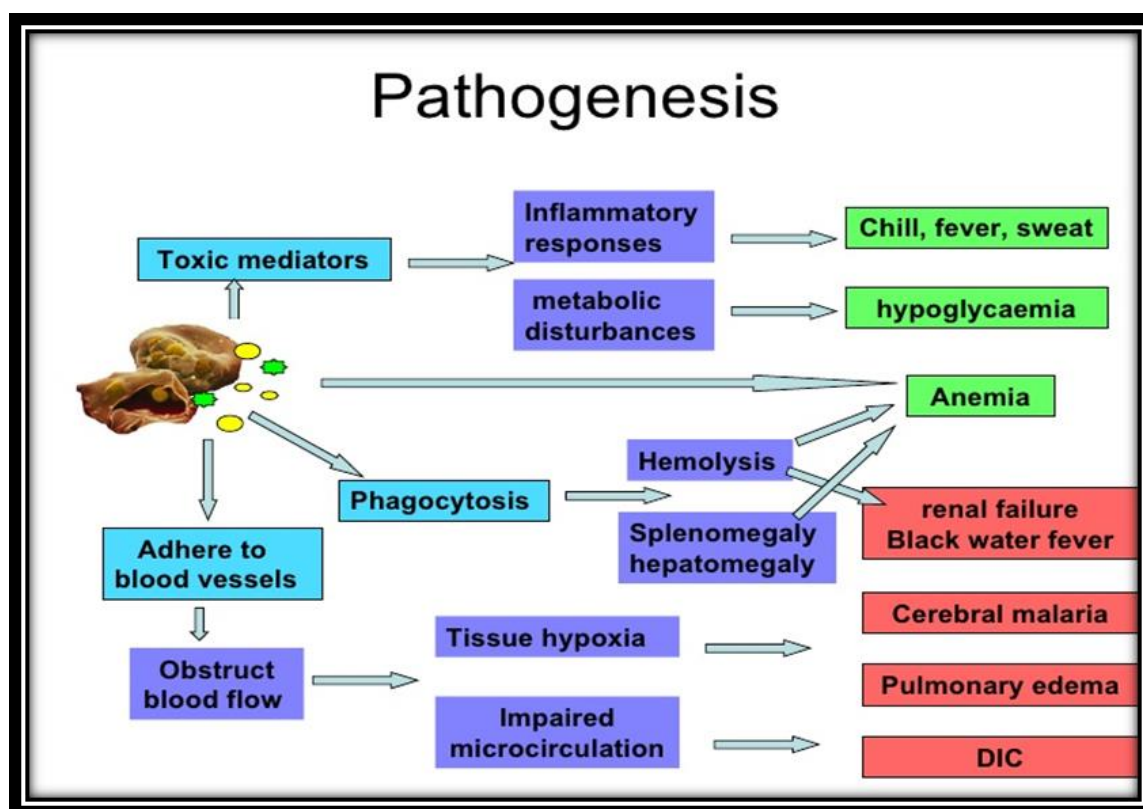 Pathogenesis
Toxic mediators
Inflammatory
responses
Chill, fever, sweat
metabolic
disturbances
hypoglycaemia
Anemia
Phagocytosis
Hemolysis
Splenomegaly
hepatomegaly
renal failure
Black water fever
Adhere to
blood vessels
Obstruct
blood flow
Tissue hypoxia
Cerebral malaria
Pulmonary edema
Impaired
microcirculation
DIC